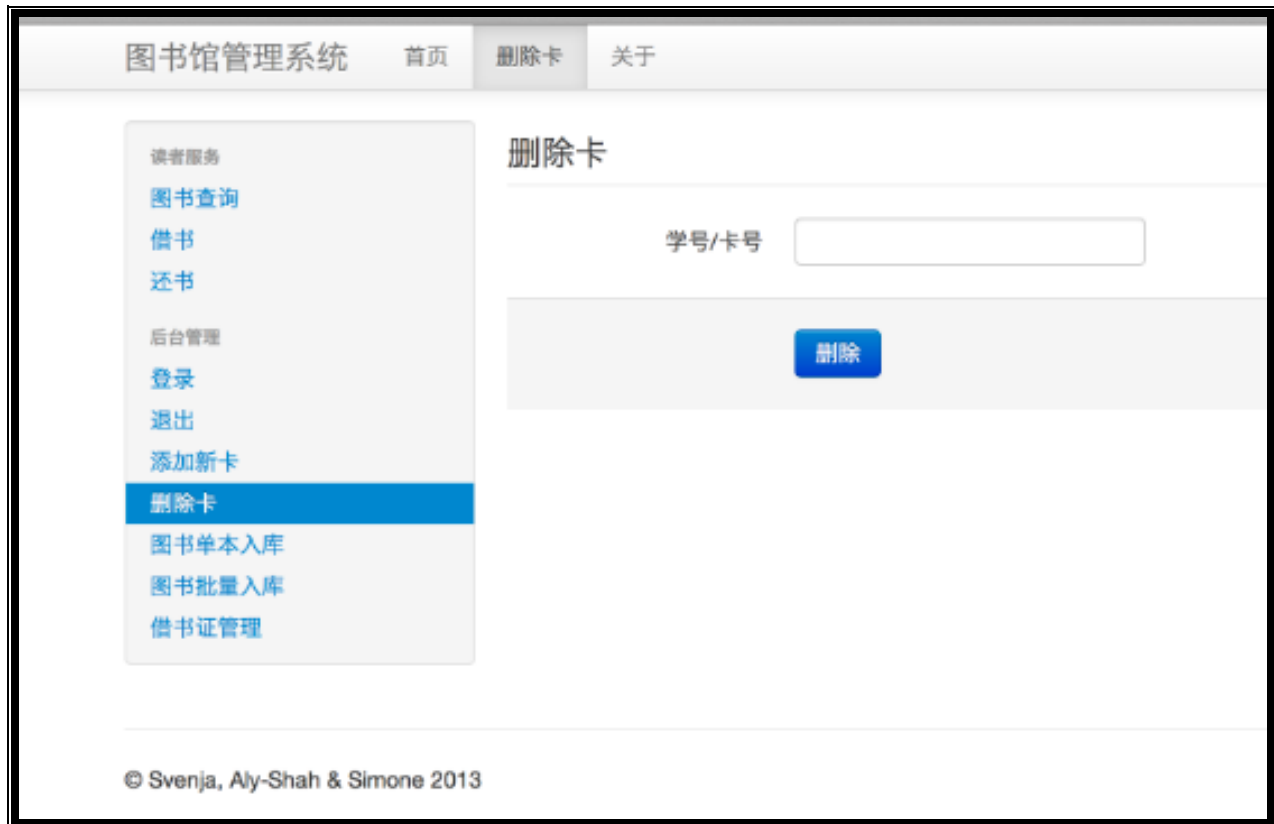 图书馆管理系统 首页 删除卡 关于
读者服务
图书查询
借书
还书
后台管理
登录
退出
添加新卡
删除卡
图书单本入库
图书批量入库
借书证管理
删除卡
学号/卡号
删除
© Svenja, Aly-Shah & Simone 2013